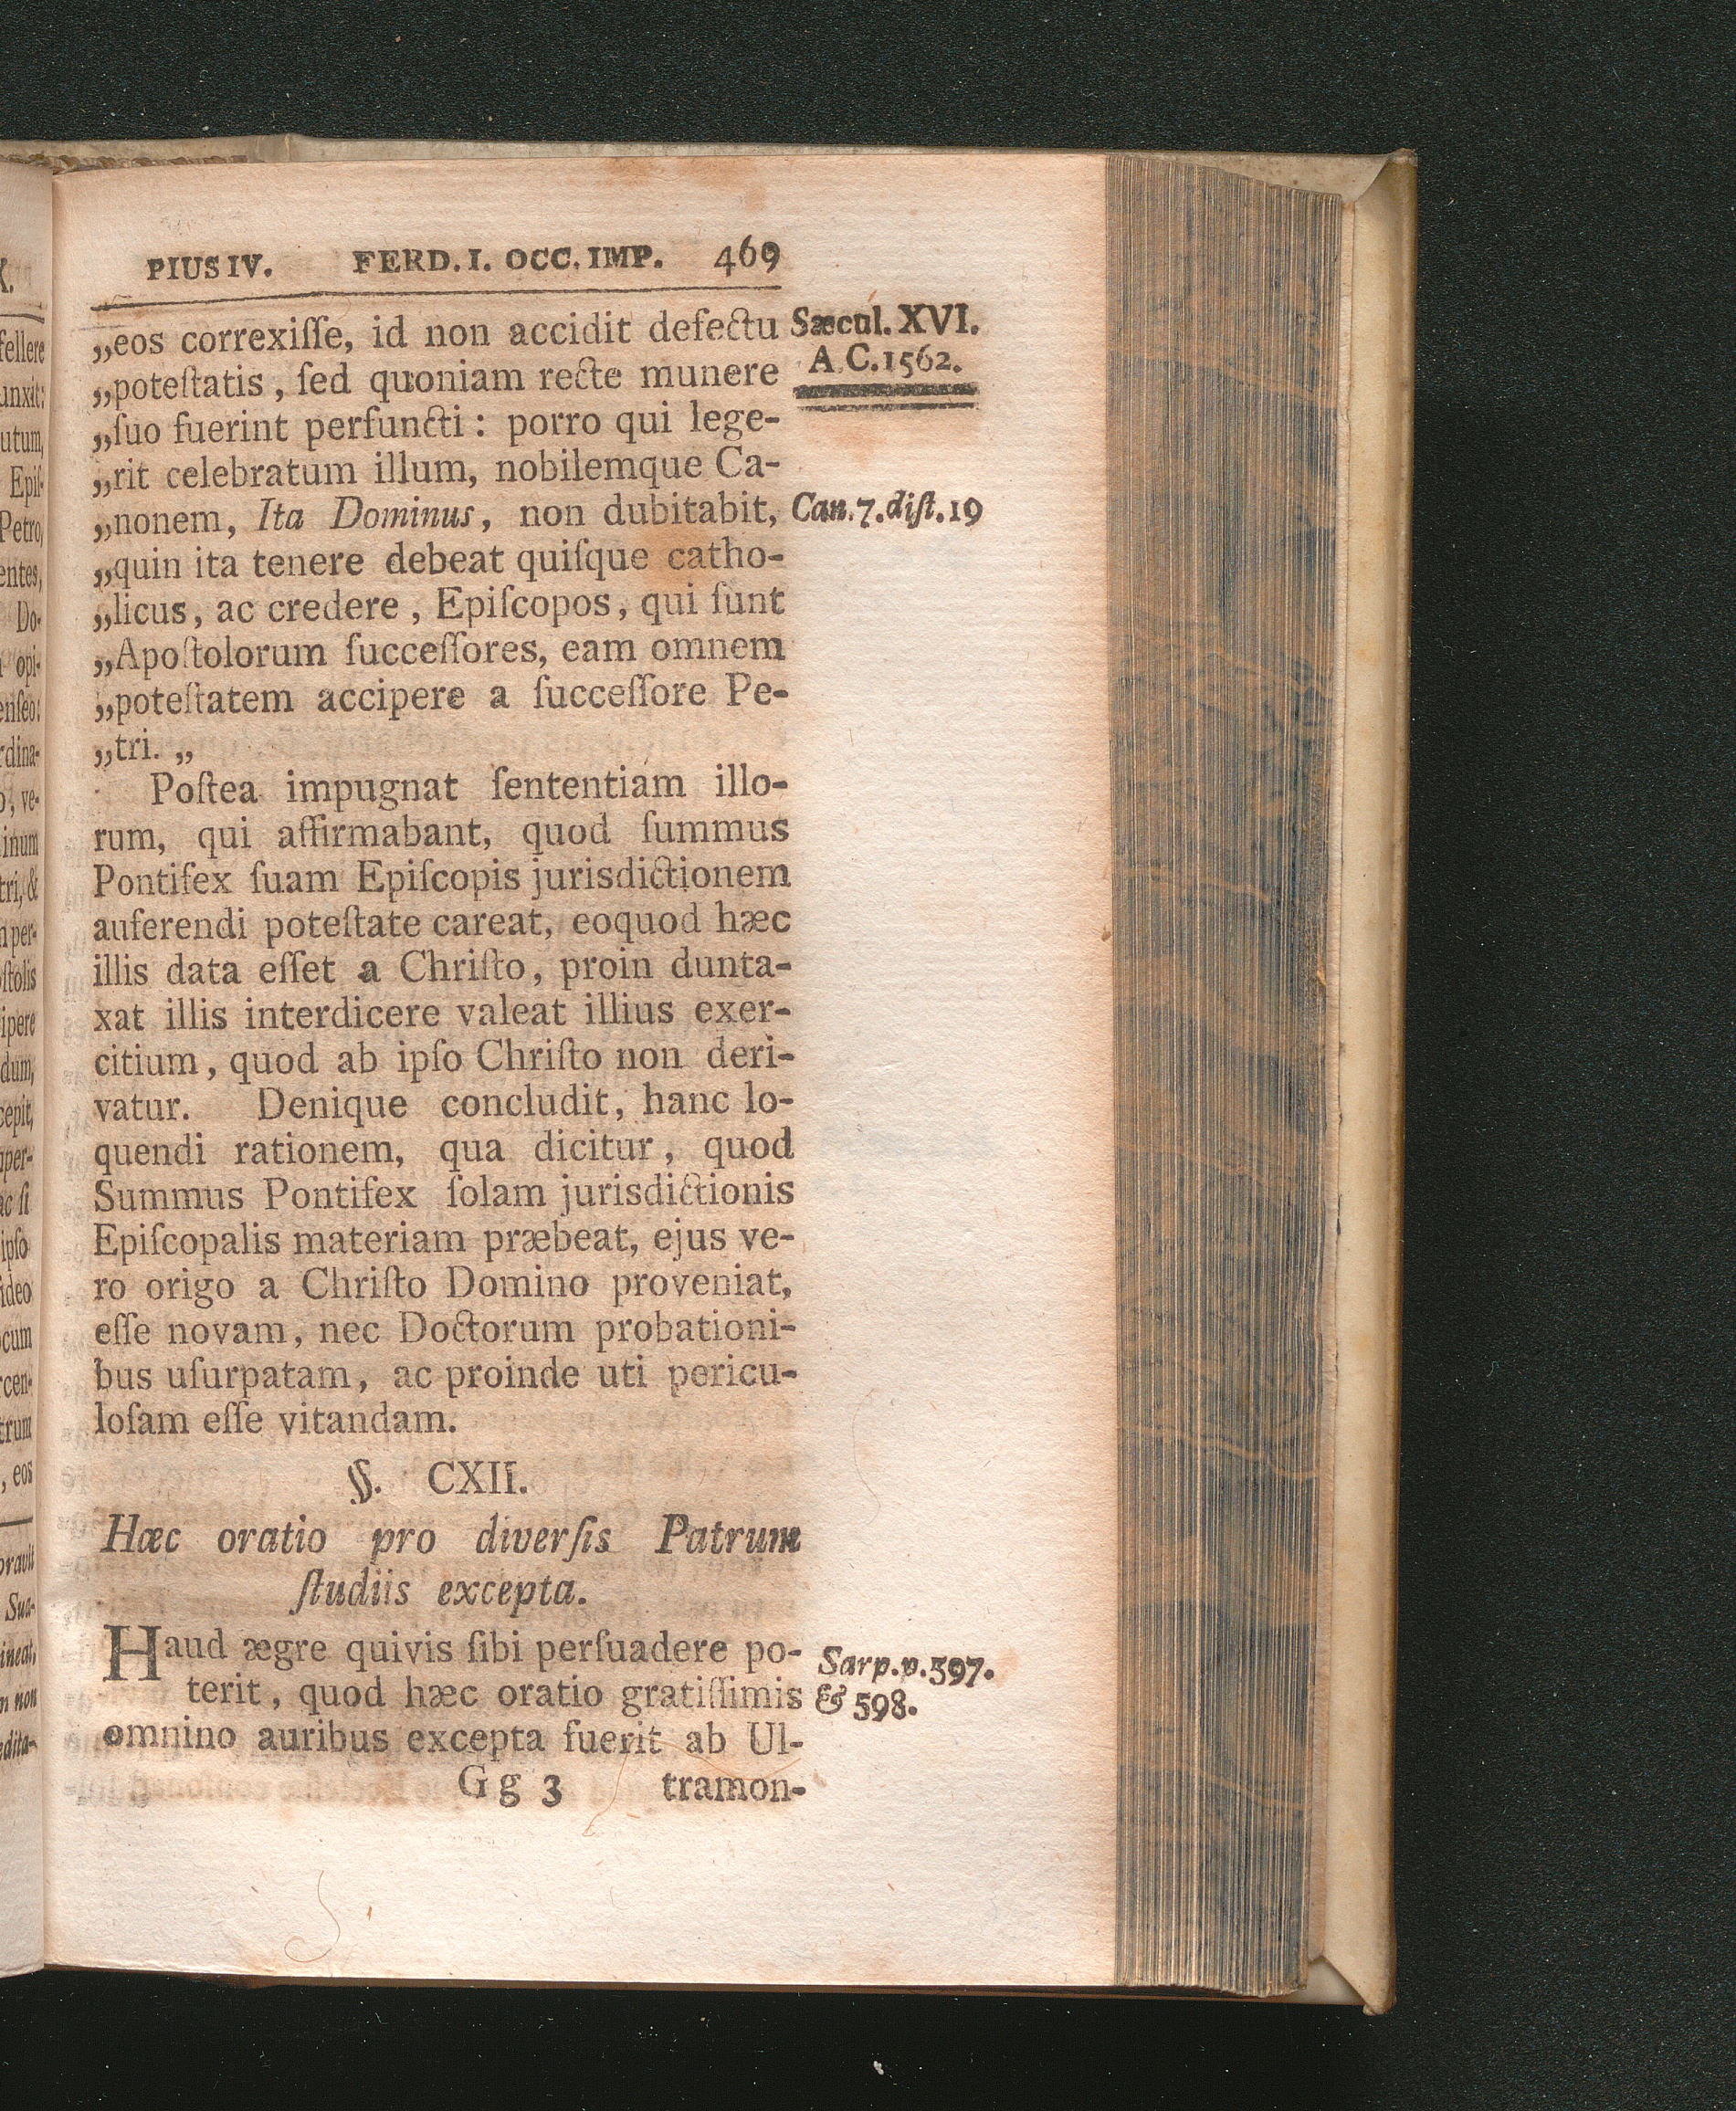 PIUS IV. FERD. I. OCC. IMP. 469
„eos correxiſſe, id non accidit defectu
Sæcul. XVI.
A. C. 1562.
„poteſtatis, ſed quoniam recte munere
„ſuo fuerint perfuncti: porro qui lege-
„rit celebratum illum, nobilemque Ca-
„nonem, Ita Dominus, non dubitabit,
Can. 7. diſt. 19
„quin ita tenere debeat quiſque catho-
„licus, ac credere, Epiſcopos, qui ſunt
„Apoſtolorum ſucceſſores, eam omnem
„poteſtatem accipere a ſucceſſore Pe-
„tri. „
Poſtea impugnat ſententiam illo-
rum, qui affirmabant, quod ſummus
Pontifex ſuam Epiſcopis jurisdictionem
auferendi poteſtate careat, eoquod hæc
illis data eſſet a Chriſto, proin dunta-
xat illis interdicere valeat illius exer-
citium, quod ab ipſo Chriſto non deri-
vatur. Denique concludit, hanc lo-
quendi rationem, qua dicitur, quod
Summus Pontifex ſolam jurisdictionis
Epiſcopalis materiam præbeat, ejus ve-
ro origo a Chriſto Domino proveniat,
eſſe novam, nec Doctorum probationi-
bus uſurpatam, ac proinde uti pericu-
loſam eſſe vitandam.
§. CXII.
Hæc oratio pro diverſis Patrum
ſtudiis excepta.
Haud ægre quivis ſibi perſuadere po-
terit, quod hæc oratio gratiſſimis
Sarp. p. 597.
& 598.
omnino auribus excepta fuerit ab Ul-
G g 3 tramon-